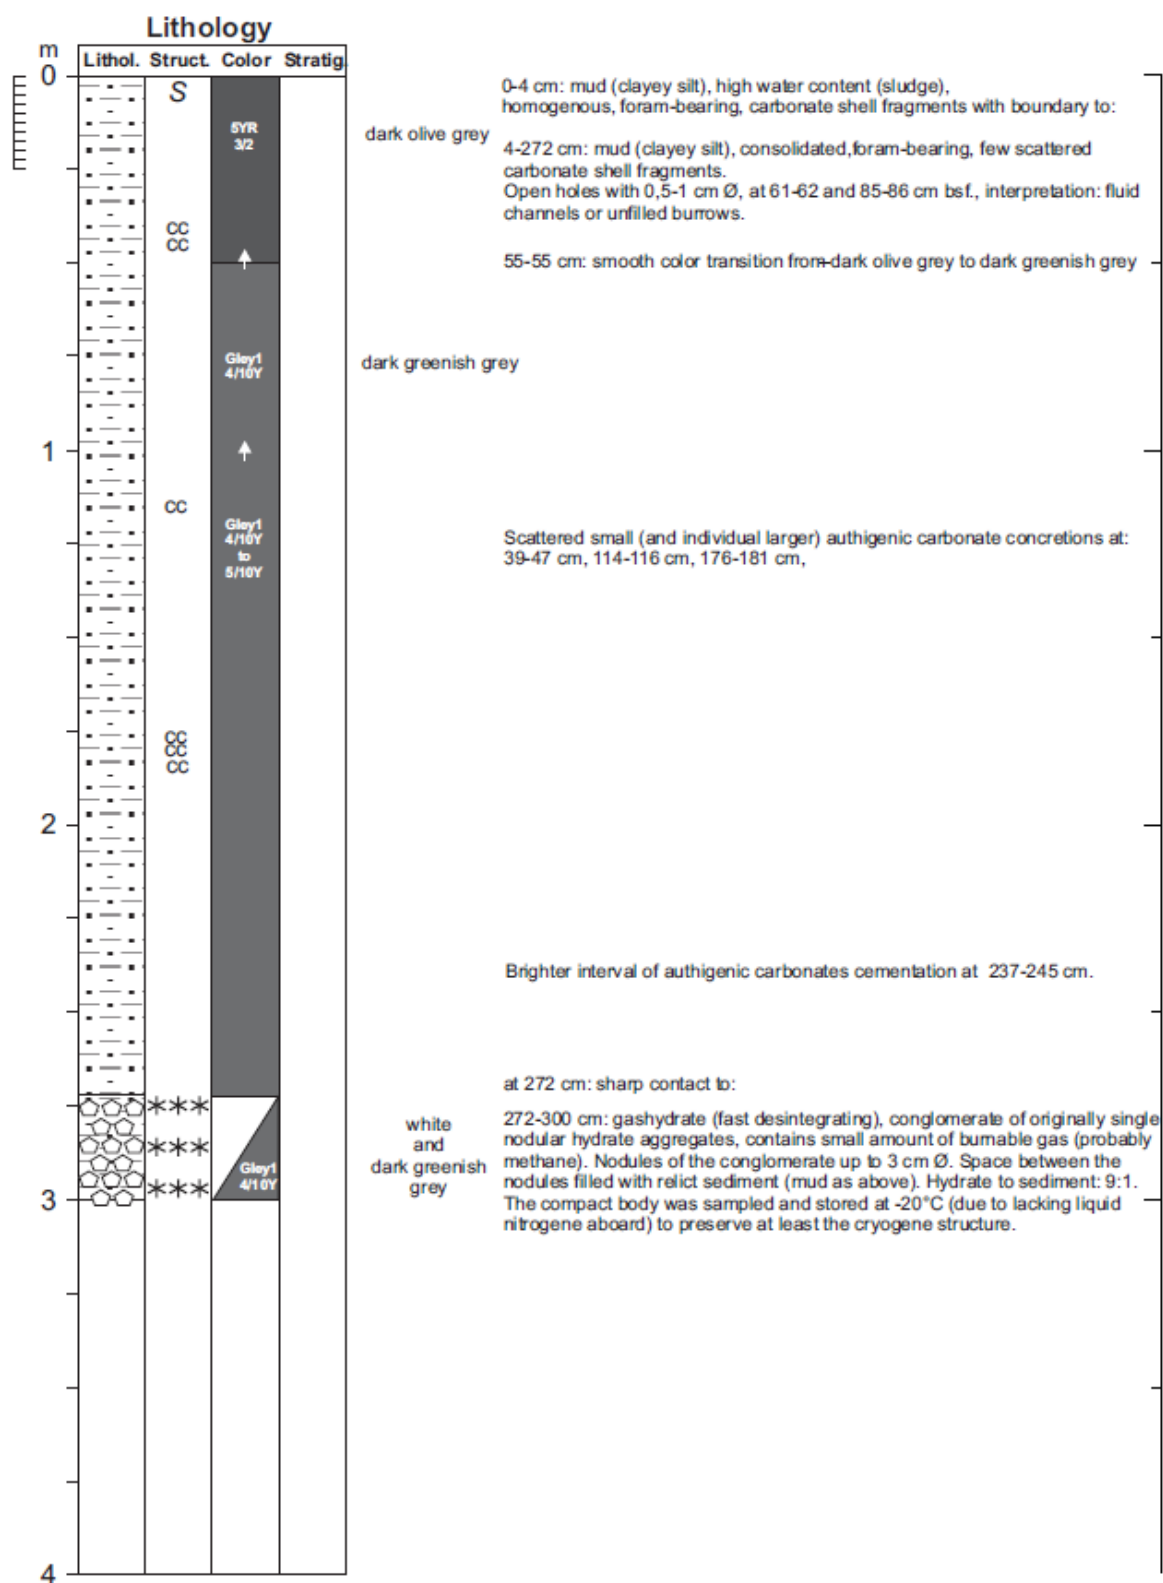 Lithology
m
Lithol. Struct. Color Stratig.
0
S
5YR
3/2
dark olive grey
0-4 cm: mud (clayey silt), high water content (sludge),
homogenous, foram-bearing, carbonate shell fragments with boundary to:
4-272 cm: mud (clayey silt), consolidated,foram-bearing, few scattered
carbonate shell fragments.
Open holes with 0,5-1 cm Ø, at 61-62 and 85-86 cm bsf., interpretation: fluid
channels or unfilled burrows.
CC
CC
55-55 cm: smooth color transition from dark olive grey to dark greenish grey
Gley1
4/10Y
dark greenish grey
1
CC
Gley1
4/10Y
to
5/10Y
Scattered small (and individual larger) authigenic carbonate concretions at:
39-47 cm, 114-116 cm, 176-181 cm,
CC
CC
CC
2
Brighter interval of authigenic carbonates cementation at 237-245 cm.
at 272 cm: sharp contact to:
white
and
dark greenish
grey
Gley1
4/10Y
272-300 cm: gashydrate (fast desintegrating), conglomerate of originally single
nodular hydrate aggregates, contains small amount of burnable gas (probably
methane). Nodules of the conglomerate up to 3 cm Ø. Space between the
nodules filled with relict sediment (mud as above). Hydrate to sediment: 9:1.
The compact body was sampled and stored at -20°C (due to lacking liquid
nitrogene aboard) to preserve at least the cryogene structure.
3
4